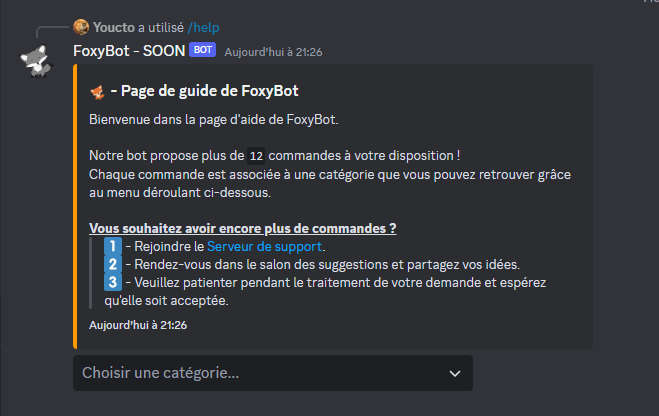 Youcto a utilisé /help
FoxyBot - SOON BOT Aujourd'hui à 21:26
- Page de guide de FoxyBot
Bienvenue dans la page d'aide de FoxyBot.
Notre bot propose plus de 12 commandes à votre disposition !
Chaque commande est associée à une catégorie que vous pouvez retrouver grâce
au menu déroulant ci-dessous.
Vous souhaitez avoir encore plus de commandes ?
1 - Rejoindre le Serveur de support.
2 - Rendez-vous dans le salon des suggestions et partagez vos idées.
3 - Veuillez patienter pendant le traitement de votre demande et espérez
qu'elle soit acceptée.
Aujourd'hui à 21:26
Choisir une catégorie...